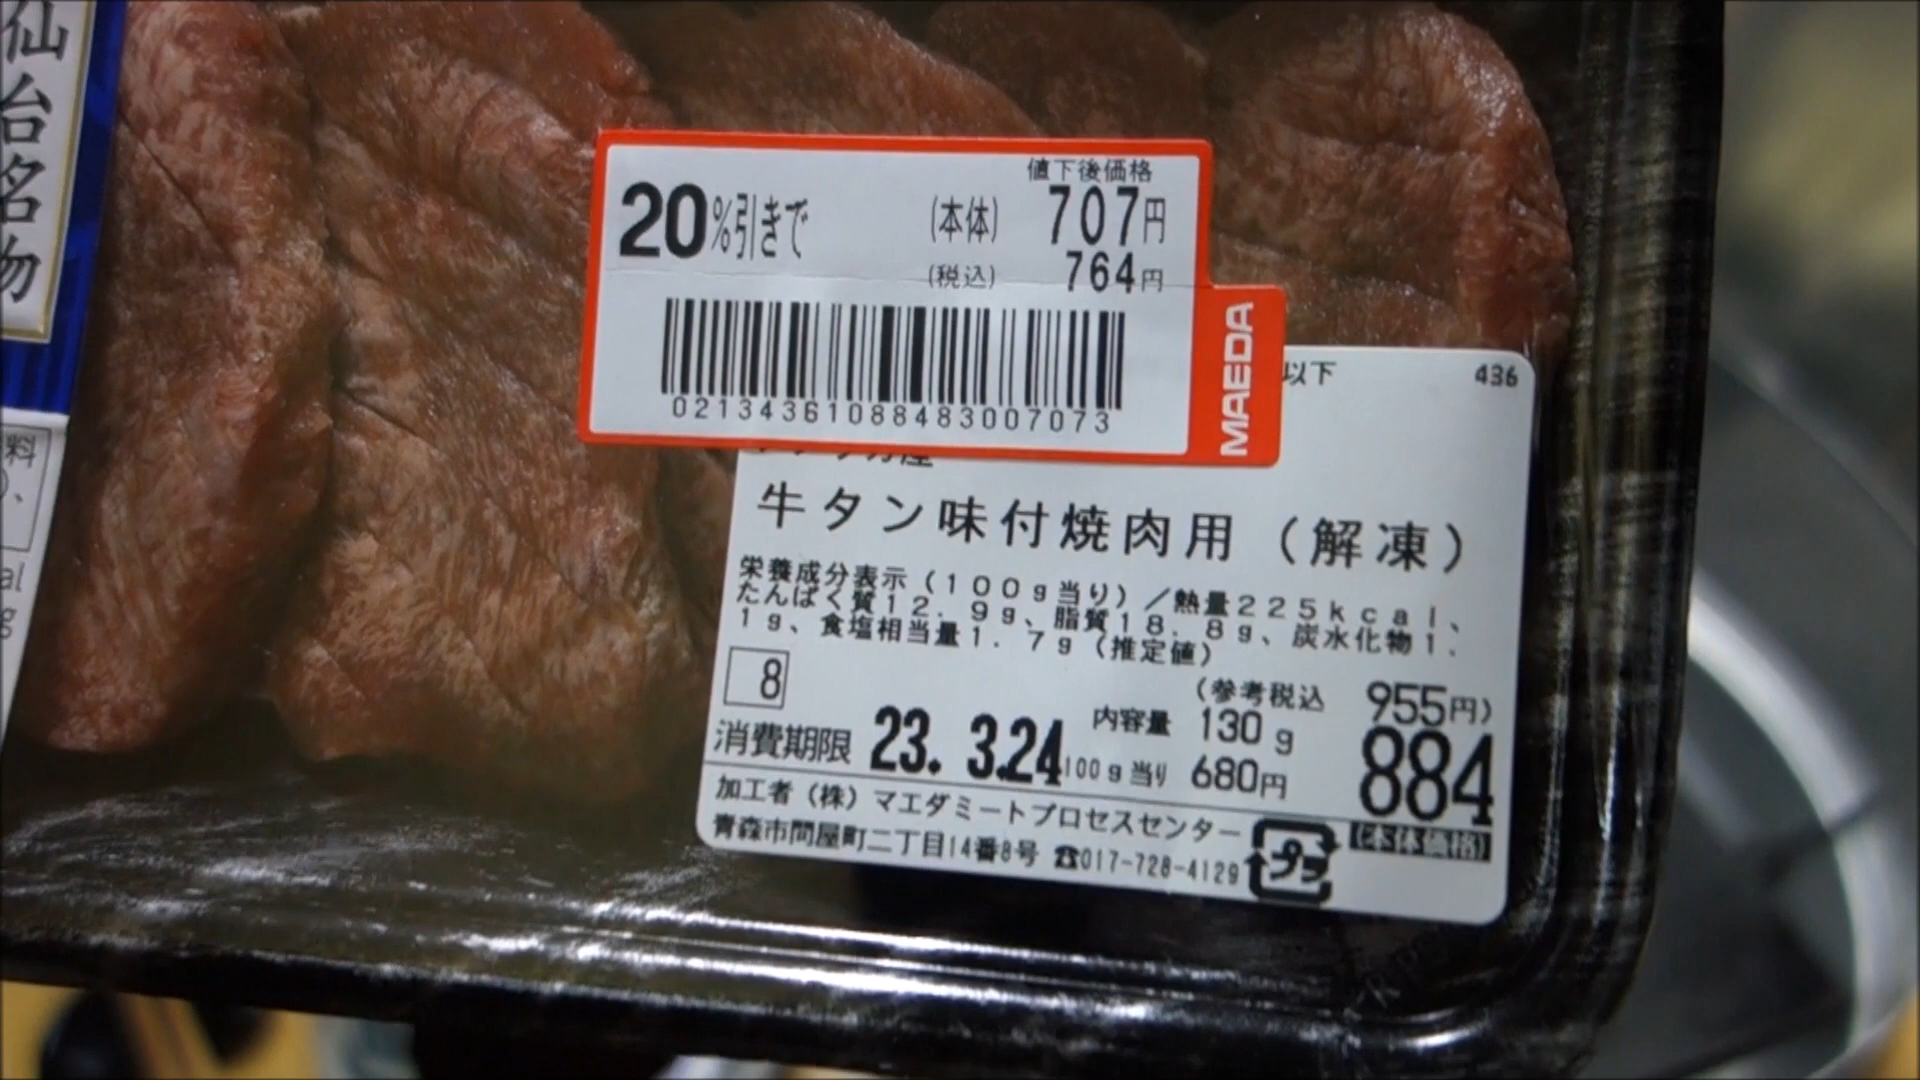 仙台名物
料
al
g
20%引きで
値下後価格
(本体) 707円
(税込) 764円
02134361088483007073
MAEDA
以下
436
牛タン味付焼肉用(解凍)
栄養成分表示(100g当り)/熱量225kcal、
たんぱく質12.9g、脂質18.8g、炭水化物1.
1g、食塩相当量1.7g(推定値)
8
(参考税込 955円)
消費期限 23. 3.24
内容量 130g
100g当り 680円
884
(本体価格)
加工者(株)マエダミートプロセスセンター
青森市問屋町二丁目14番8号 ☎017-728-4129
プラ